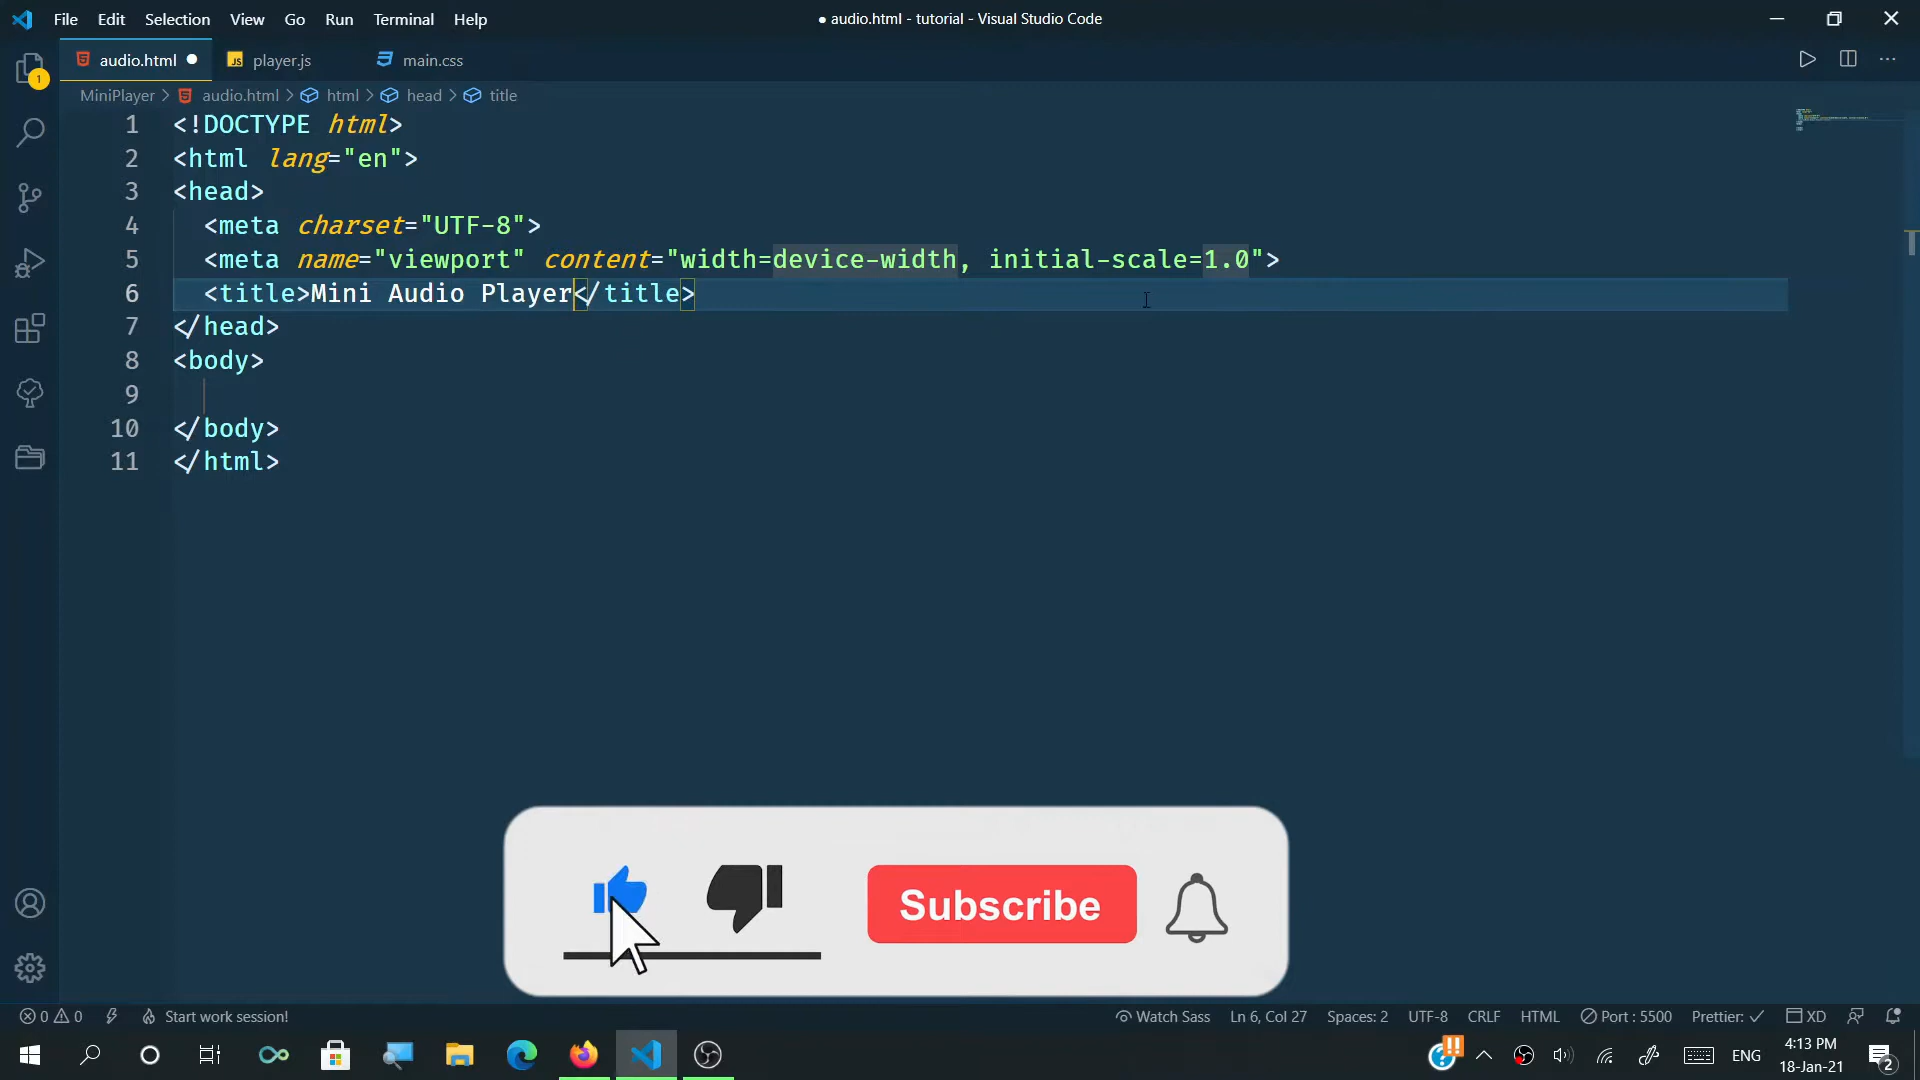 File Edit Selection View Go Run Terminal Help ● audio.html - tutorial - Visual Studio Code
audio.html ● JS player.js main.css
1
MiniPlayer > audio.html > html > head > title
1 <!DOCTYPE html>
2 <html lang="en">
3 <head>
4 <meta charset="UTF-8">
5 <meta name="viewport" content="width=device-width, initial-scale=1.0">
6 <title>Mini Audio Player</title>
7 </head>
8 <body>
9
10 </body>
11 </html>
Subscribe
0 0 Start work session! Watch Sass Ln 6, Col 27 Spaces: 2 UTF-8 CRLF HTML Port : 5500 Prettier: ✓ XD
ENG 4:13 PM
18-Jan-21 2